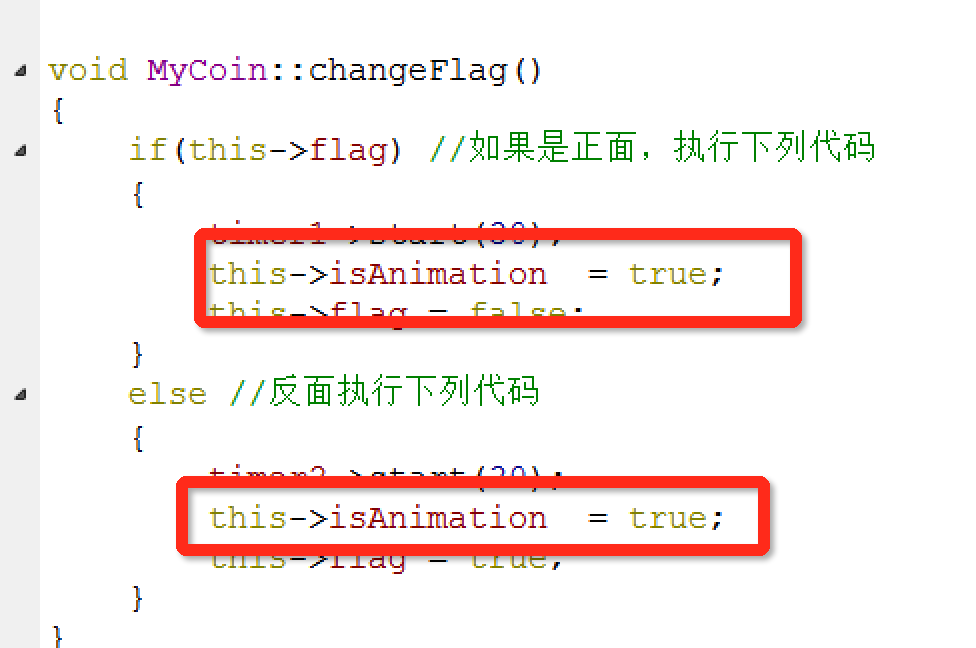 void MyCoin::changeFlag()
{
if(this->flag) //如果是正面，执行下列代码
{
timer1->start(30);
this->isAnimation = true;
this->flag = false;
}
else //反面执行下列代码
{
timer2->start(30);
this->isAnimation = true;
this->flag = true;
}
}